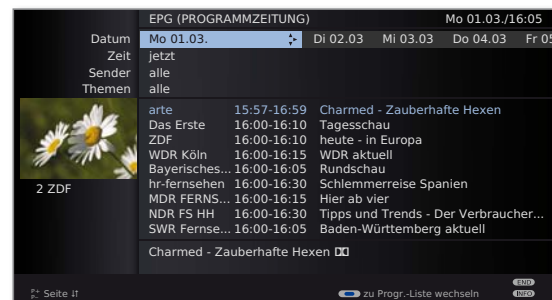 EPG (PROGRAMMZEITUNG) Mo 01.03./16:05
Datum Mo 01.03. Di 02.03 Mi 03.03 Do 04.03 Fr 05
Zeit jetzt
Sender alle
Themen alle
arte 15:57-16:59 Charmed - Zauberhafte Hexen
Das Erste 16:00-16:10 Tagesschau
ZDF 16:00-16:10 heute - in Europa
WDR Köln 16:00-16:15 WDR aktuell
Bayerisches... 16:00-16:05 Rundschau
hr-fernsehen 16:00-16:30 Schlemmerreise Spanien
MDR FERNS... 16:00-16:15 Hier ab vier
NDR FS HH 16:00-16:30 Tipps und Trends - Der Verbraucher...
SWR Fernse... 16:00-16:05 Baden-Württemberg aktuell
2 ZDF
Charmed - Zauberhafte Hexen
END
P+ P- Seite
zu Progr.-Liste wechseln INFO